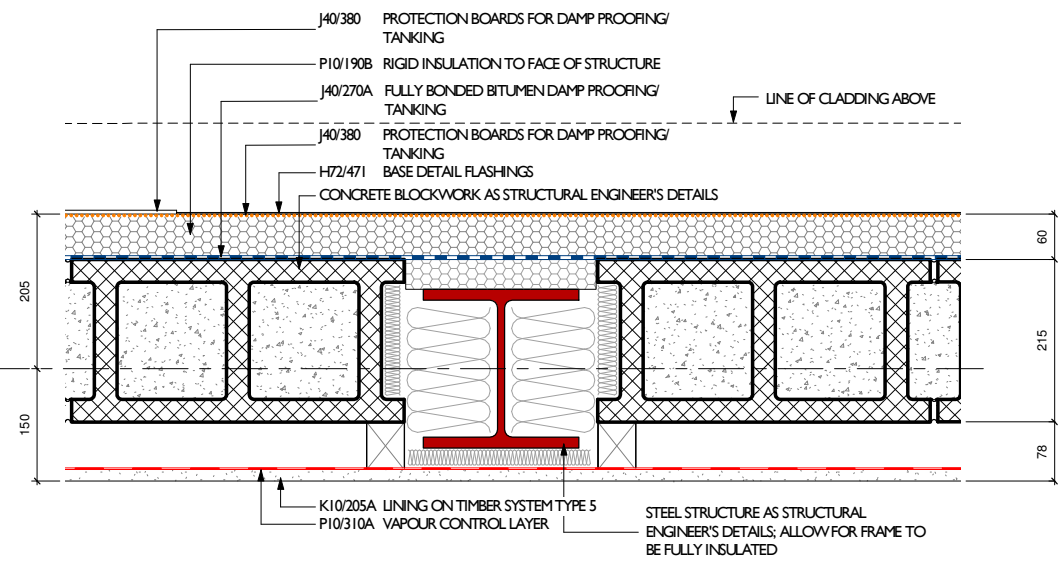 J40/380 PROTECTION BOARDS FOR DAMP PROOFING/
TANKING
P10/190B RIGID INSULATION TO FACE OF STRUCTURE
J40/270A FULLY BONDED BITUMEN DAMP PROOFING/
TANKING
LINE OF CLADDING ABOVE
J40/380 PROTECTION BOARDS FOR DAMP PROOFING/
TANKING
H72/471 BASE DETAIL FLASHINGS
CONCRETE BLOCKWORK AS STRUCTURAL ENGINEER'S DETAILS
205
150
60
215
78
K10/205A LINING ON TIMBER SYSTEM TYPE 5
P10/310A VAPOUR CONTROL LAYER
STEEL STRUCTURE AS STRUCTURAL
ENGINEER'S DETAILS; ALLOW FOR FRAME TO
BE FULLY INSULATED